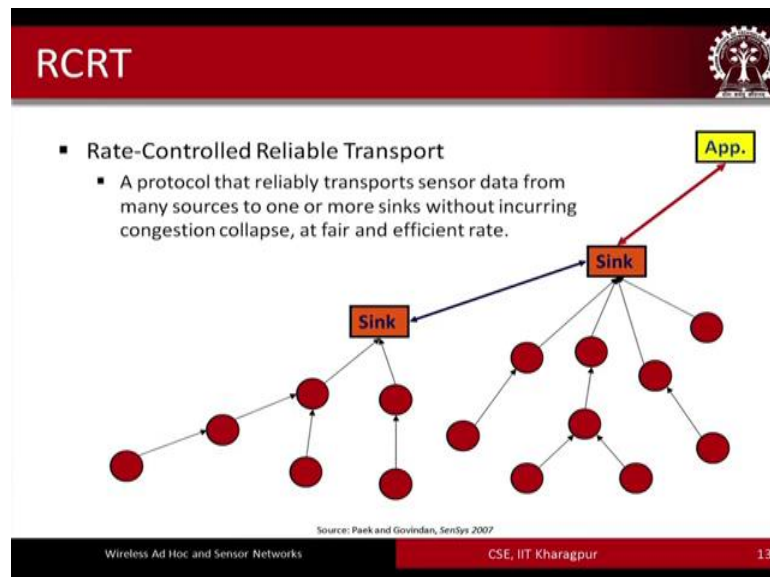 RCRT
▪ Rate-Controlled Reliable Transport
▪ A protocol that reliably transports sensor data from
many sources to one or more sinks without incurring
congestion collapse, at fair and efficient rate.
App.
Sink
Sink
Source: Paek and Govindan, SenSys 2007
Wireless Ad Hoc and Sensor Networks
CSE, IIT Kharagpur
13